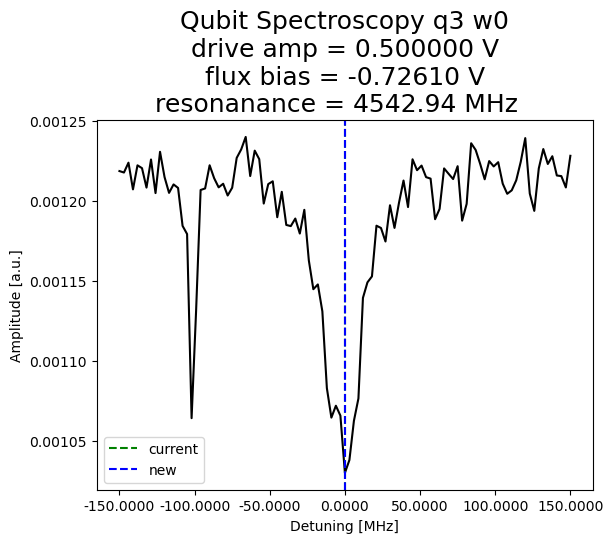 Qubit Spectroscopy q3 w0
drive amp = 0.500000 V
flux bias = -0.72610 V
resonanance = 4542.94 MHz
0.00125
0.00120
0.00115
0.00110
0.00105
Amplitude [a.u.]
current
new
-150.0000 -100.0000 -50.0000 0.0000 50.0000 100.0000 150.0000
Detuning [MHz]